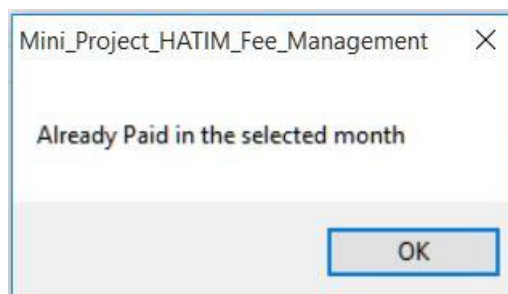 Mini_Project_HATIM_Fee_Management
Already Paid in the selected month
OK